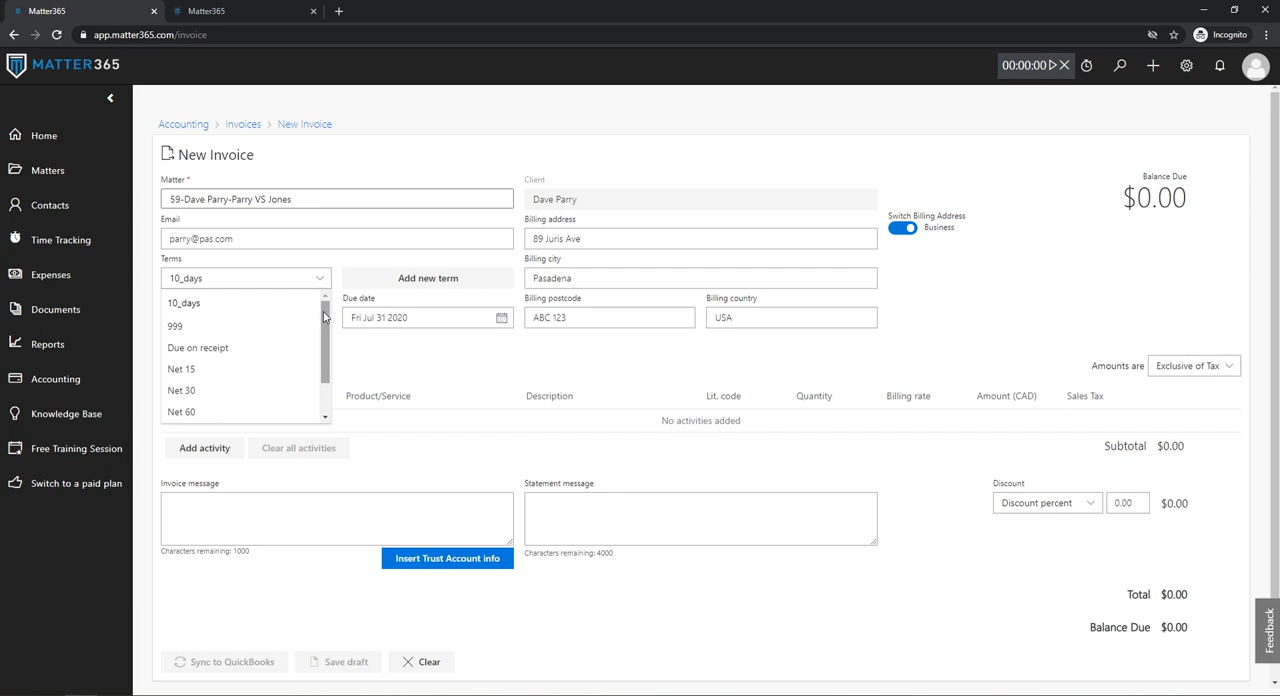 Matter365
Matter365
app.matter365.com/invoice
Incognito
MATTER365
00:00:00
Home
Matters
Contacts
Time Tracking
Expenses
Documents
Reports
Accounting
Knowledge Base
Free Training Session
Switch to a paid plan
Accounting > Invoices > New Invoice
New Invoice
Matter *
59-Dave Parry-Parry VS Jones
Client
Dave Parry
Balance Due
$0.00
Email
parry@pas.com
Billing address
89 Juris Ave
Switch Billing Address
Business
Terms
10_days
Add new term
Billing city
Pasadena
10_days
999
Due on receipt
Net 15
Net 30
Net 60
Due date
Fri Jul 31 2020
Billing postcode
ABC 123
Billing country
USA
Amounts are Exclusive of Tax
Product/Service Description Lit. code Quantity Billing rate Amount (CAD) Sales Tax
No activities added
Add activity Clear all activities
Subtotal $0.00
Invoice message
Characters remaining: 1000
Insert Trust Account info
Statement message
Characters remaining: 4000
Discount
Discount percent 0.00 $0.00
Total $0.00
Balance Due $0.00
Sync to QuickBooks Save draft Clear
Feedback